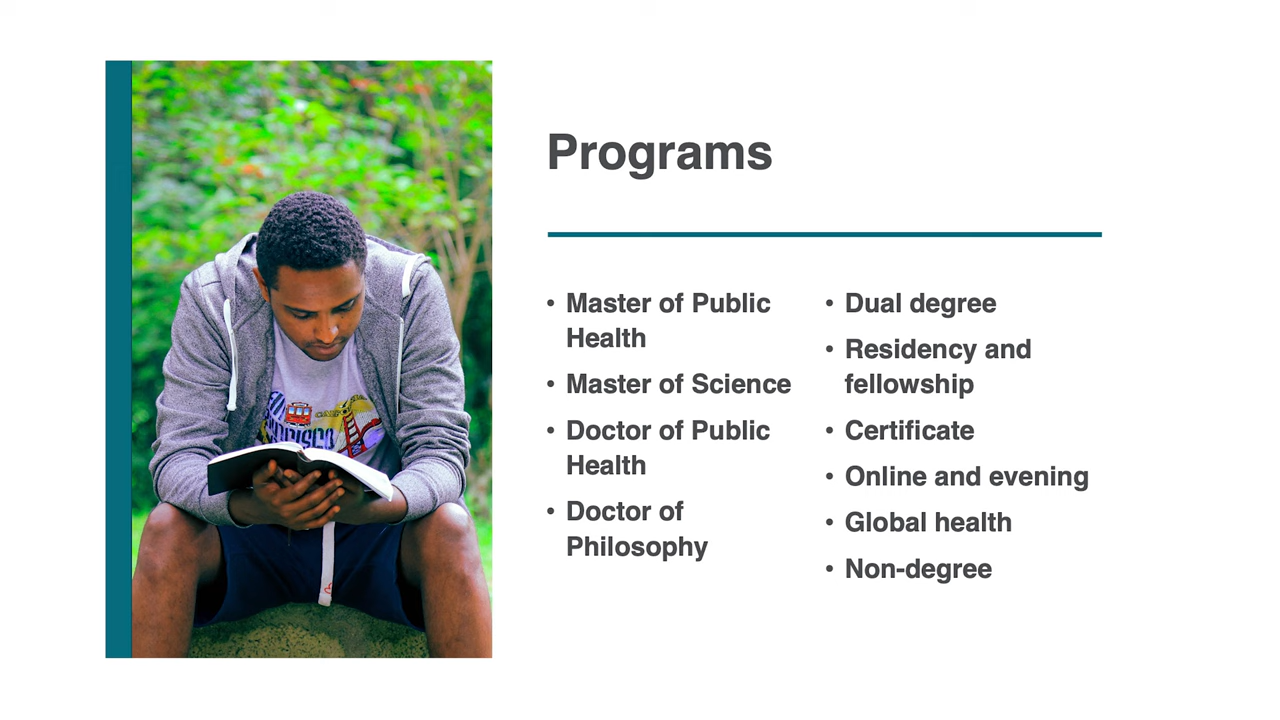 Programs
• Master of Public
Health
• Master of Science
• Doctor of Public
Health
• Doctor of
Philosophy
• Dual degree
• Residency and
fellowship
• Certificate
• Online and evening
• Global health
• Non-degree